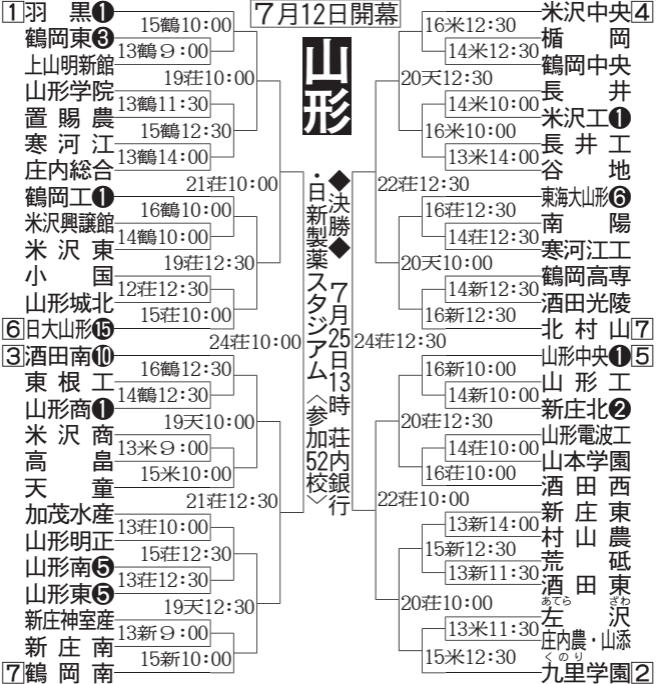 7月12日開幕
山形
◆決勝◆ 7月25日13時 荘内銀行
・日新製薬スタジアム〈参加52校〉
1 羽黒❶
鶴岡東❸
上山明新館
山形学院
置賜農
寒河江
庄内総合
鶴岡工❶
米沢興譲館
米沢東
小国
山形城北
6 日大山形⓯
3 酒田南❿
東根工
山形商❶
米沢商
高畠
天童
加茂水産
山形明正
山形南❺
山形東❺
新庄神室産
新庄南
7 鶴岡南
15鶴10:00
13鶴9:00
19荘10:00
13鶴11:30
15鶴12:30
13鶴14:00
21荘10:00
16鶴10:00
14鶴10:00
19荘12:30
12荘12:30
15荘10:00
24荘10:00
16鶴12:30
14鶴12:30
19天10:00
13米9:00
15米10:00
21荘12:30
13荘10:00
15荘12:30
13荘12:30
19天12:30
13新9:00
15新10:00
16米12:30
14米12:30
20天12:30
14米10:00
16米10:00
13米14:00
22荘12:30
16荘12:30
14荘12:30
20天10:00
14新12:30
16新12:30
24荘12:30
16新10:00
14新10:00
20荘12:30
14荘10:00
16荘10:00
22荘10:00
13新14:00
15新12:30
13新11:30
20荘10:00
13米11:30
15米12:30
米沢中央 4
楯岡
鶴岡中央
長井
米沢工❶
長井工
谷地
東海大山形❻
南陽
寒河江工
鶴岡高専
酒田光陵
北村山 7
山形中央❶ 5
山形工
新庄北❷
山形電波工
山本学園
酒田西
新庄東
村山農
荒砥
酒田東
あてら ざわ
左沢
庄内農・山添
くのり
九里学園 2